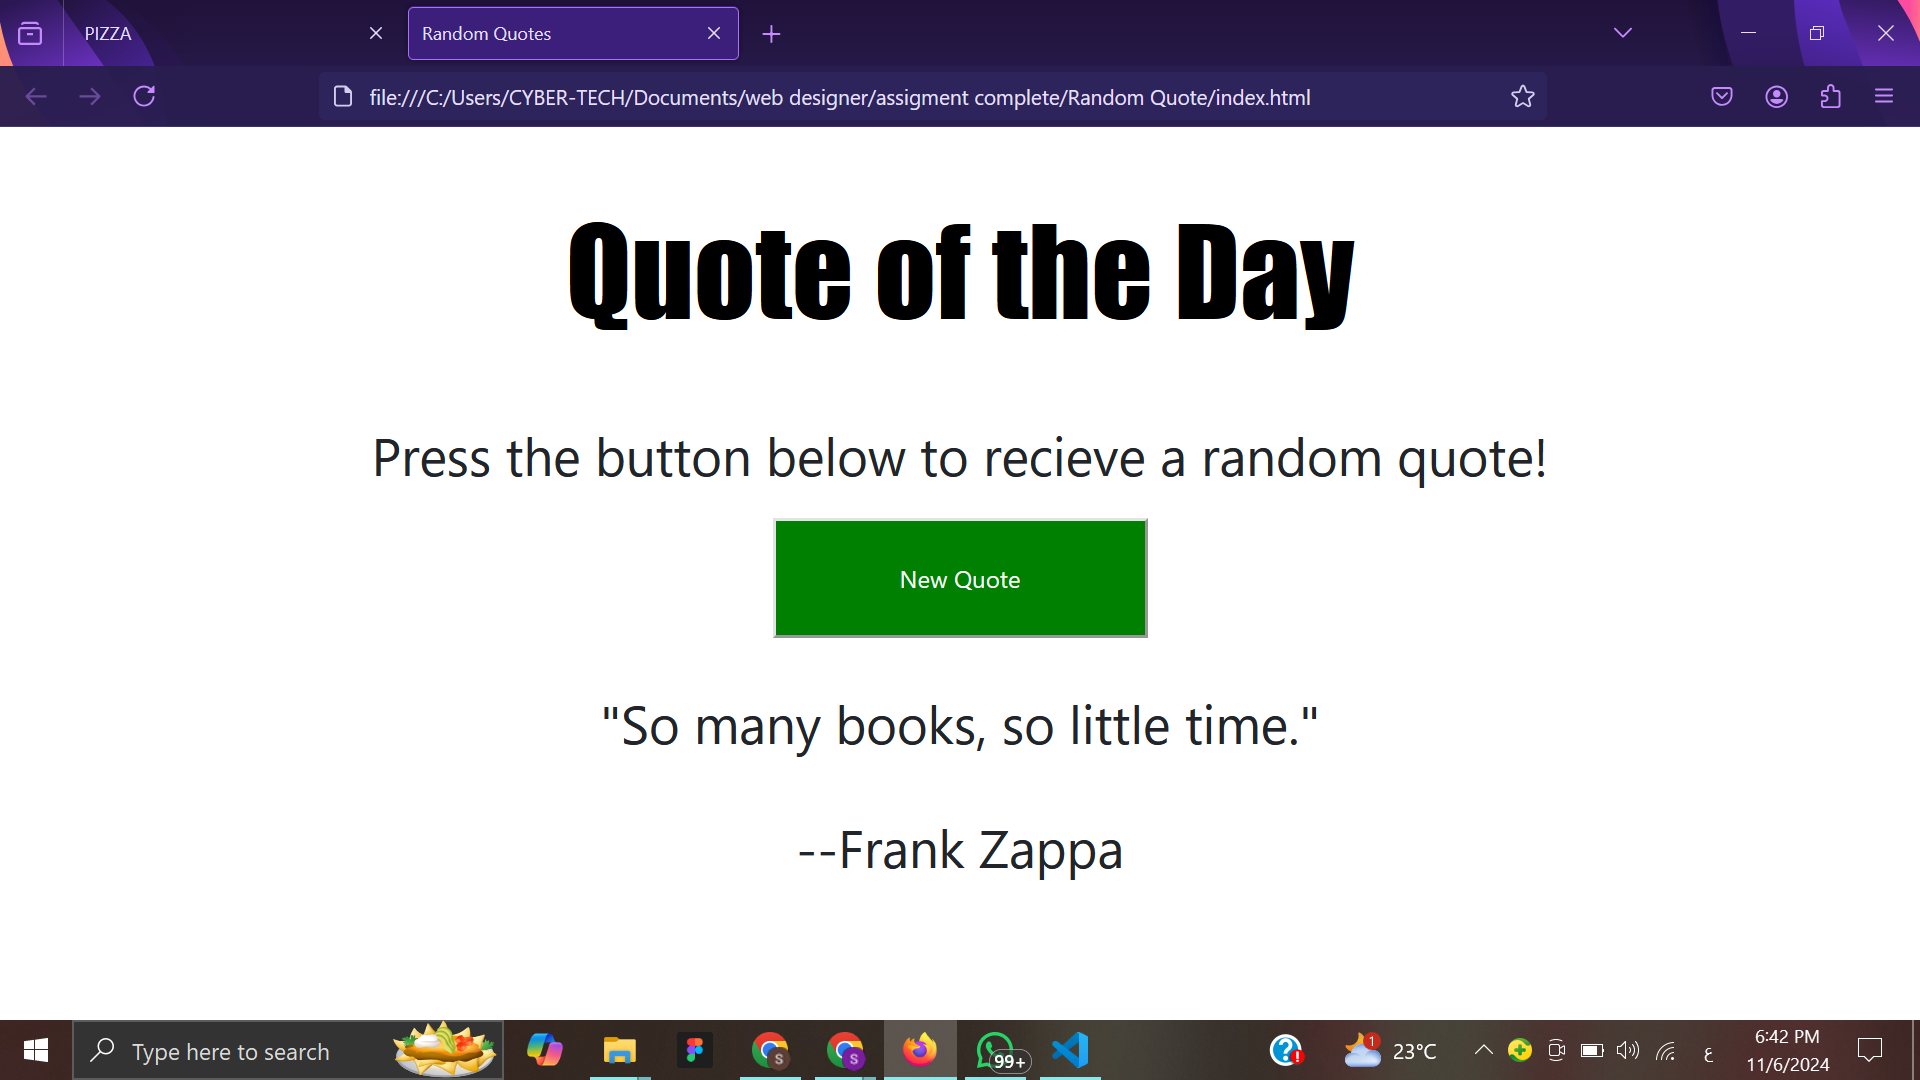 PIZZA
Random Quotes
file:///C:/Users/CYBER-TECH/Documents/web designer/assigment complete/Random Quote/index.html
Quote of the Day
Press the button below to recieve a random quote!
New Quote
"So many books, so little time."
--Frank Zappa
Type here to search
S
S
99+
1
23°C
ع
6:42 PM
11/6/2024